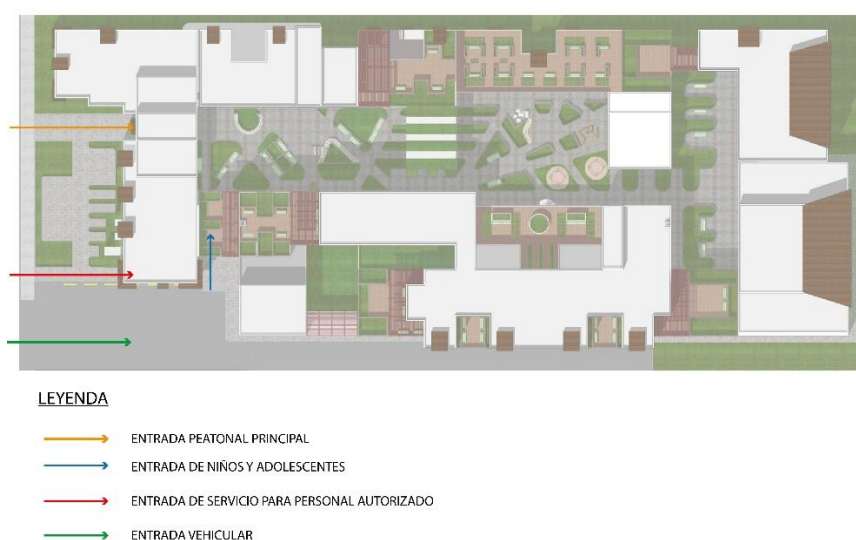 LEYENDA
ENTRADA PEATONAL PRINCIPAL
ENTRADA DE NIÑOS Y ADOLESCENTES
ENTRADA DE SERVICIO PARA PERSONAL AUTORIZADO
ENTRADA VEHICULAR